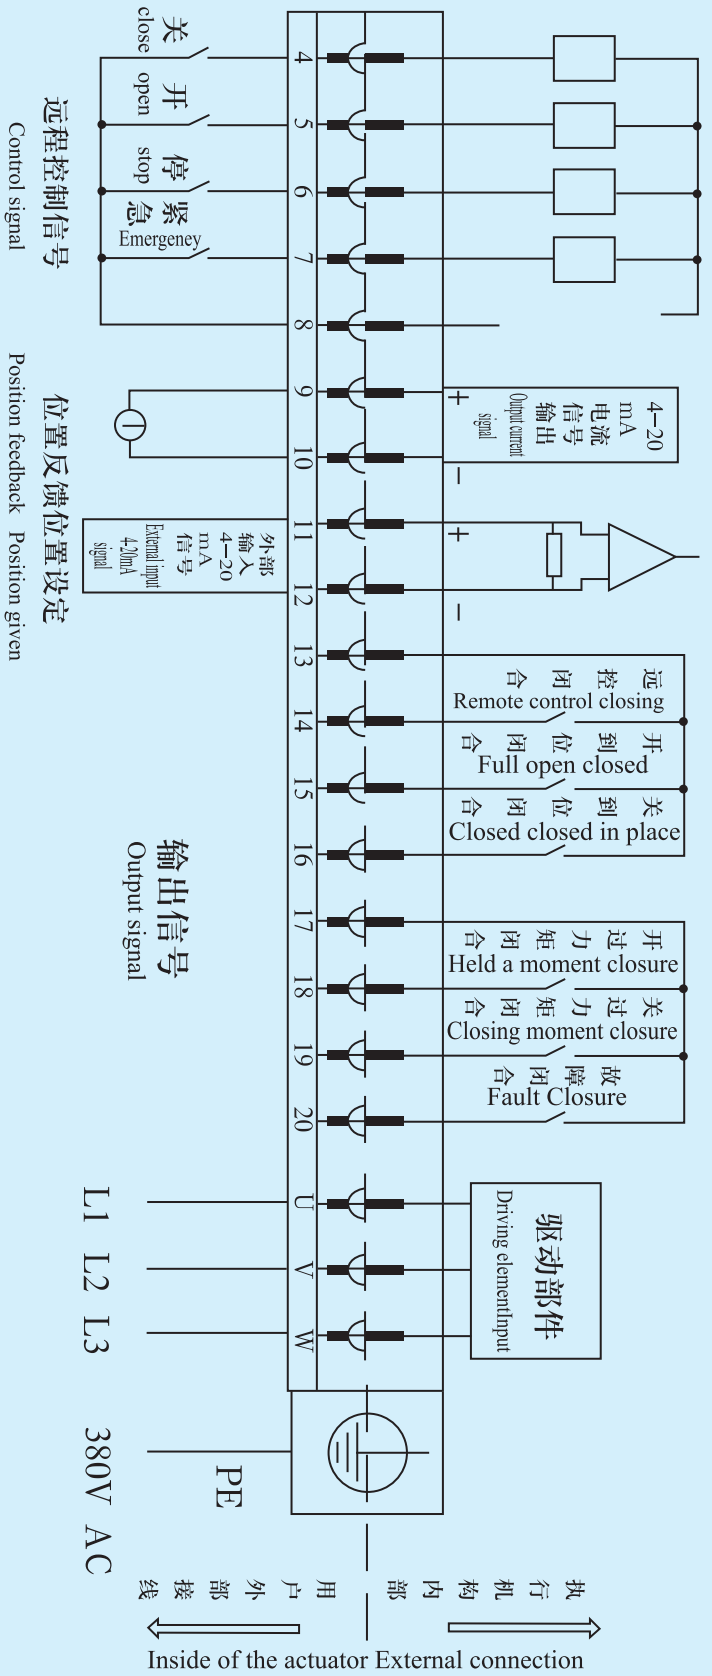 关
close
开
open
停
stop
紧急
Emergeney
远程控制信号
Control signal
4
5
6
7
8
9
10
11
12
13
14
15
16
17
18
19
20
U
V
W
位置反馈
Position feedback
位置设定
Position given
外部
输入
4–20
mA
信号
External input
4-20mA
signal
+
4–20
mA
电流
信号
输出
Output current
signal
–
+
–
远控闭合
Remote control closing
开到位闭合
Full open closed
关到位闭合
Closed closed in place
开过力矩闭合
Held a moment closure
关过力矩闭合
Closing moment closure
故障闭合
Fault Closure
输出信号
Output signal
驱动部件
Driving elementInput
L1 L2 L3
380V AC
PE
用户外部接线
执行机构内部
Inside of the actuator External connection